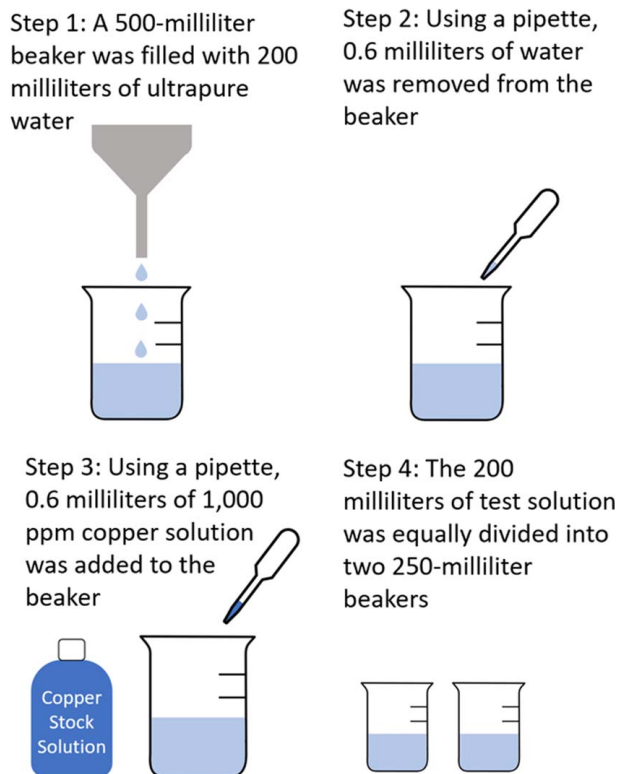 Step 1: A 500-milliliter
beaker was filled with 200
milliliters of ultrapure
water
Step 2: Using a pipette,
0.6 milliliters of water
was removed from the
beaker
Step 3: Using a pipette,
0.6 milliliters of 1,000
ppm copper solution
was added to the
beaker
Copper
Stock
Solution
Step 4: The 200
milliliters of test solution
was equally divided into
two 250-milliliter
beakers